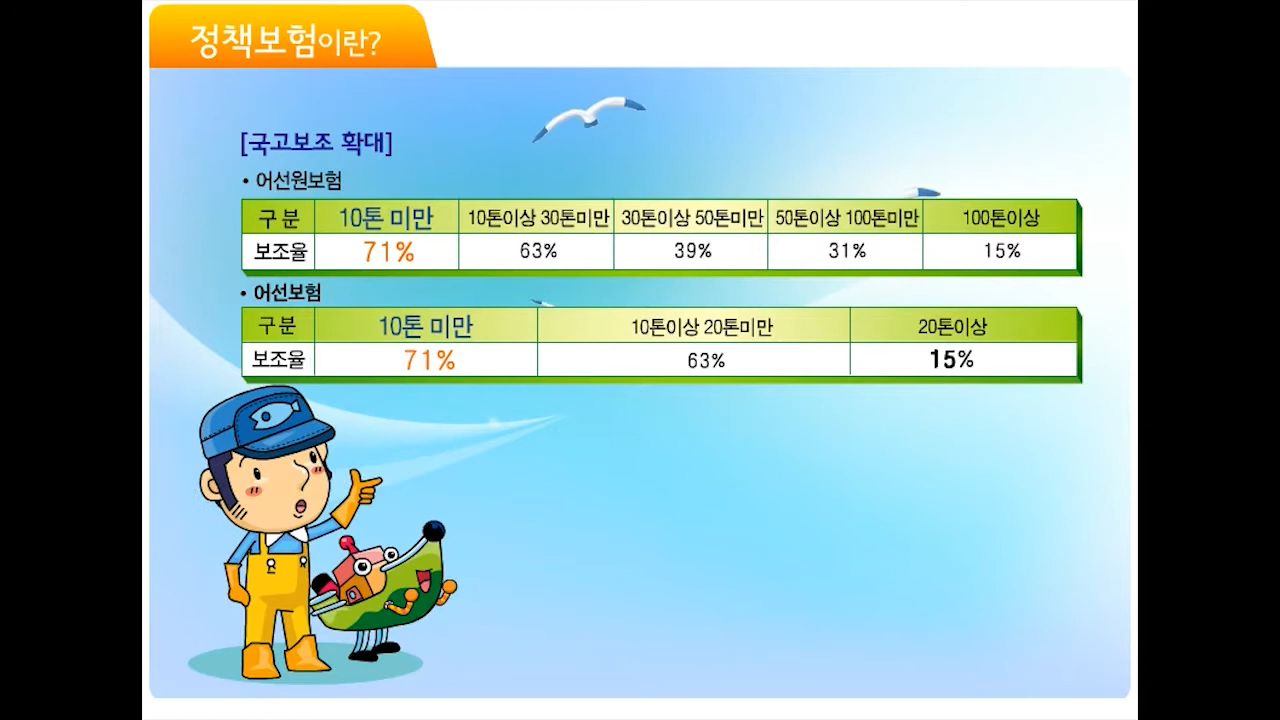 정책보험이란?
[국고보조 확대]
• 어선원보험
구 분 10톤 미만 10톤이상 30톤미만 30톤이상 50톤미만 50톤이상 100톤미만 100톤이상
보조율 71% 63% 39% 31% 15%
• 어선보험
구 분 10톤 미만 10톤이상 20톤미만 20톤이상
보조율 71% 63% 15%